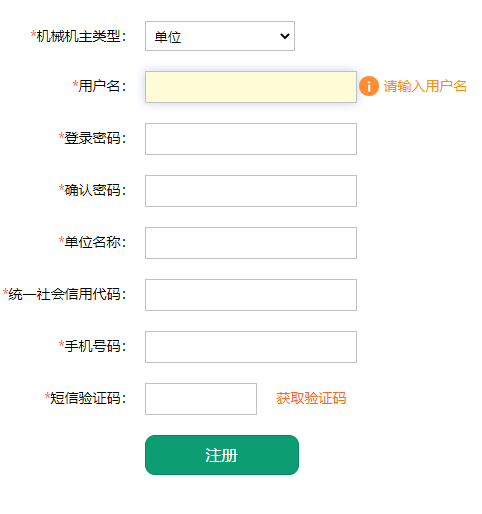 *机械机主类型： 单位
*用户名： 请输入用户名
*登录密码：
*确认密码：
*单位名称：
*统一社会信用代码：
*手机号码：
*短信验证码： 获取验证码
注册